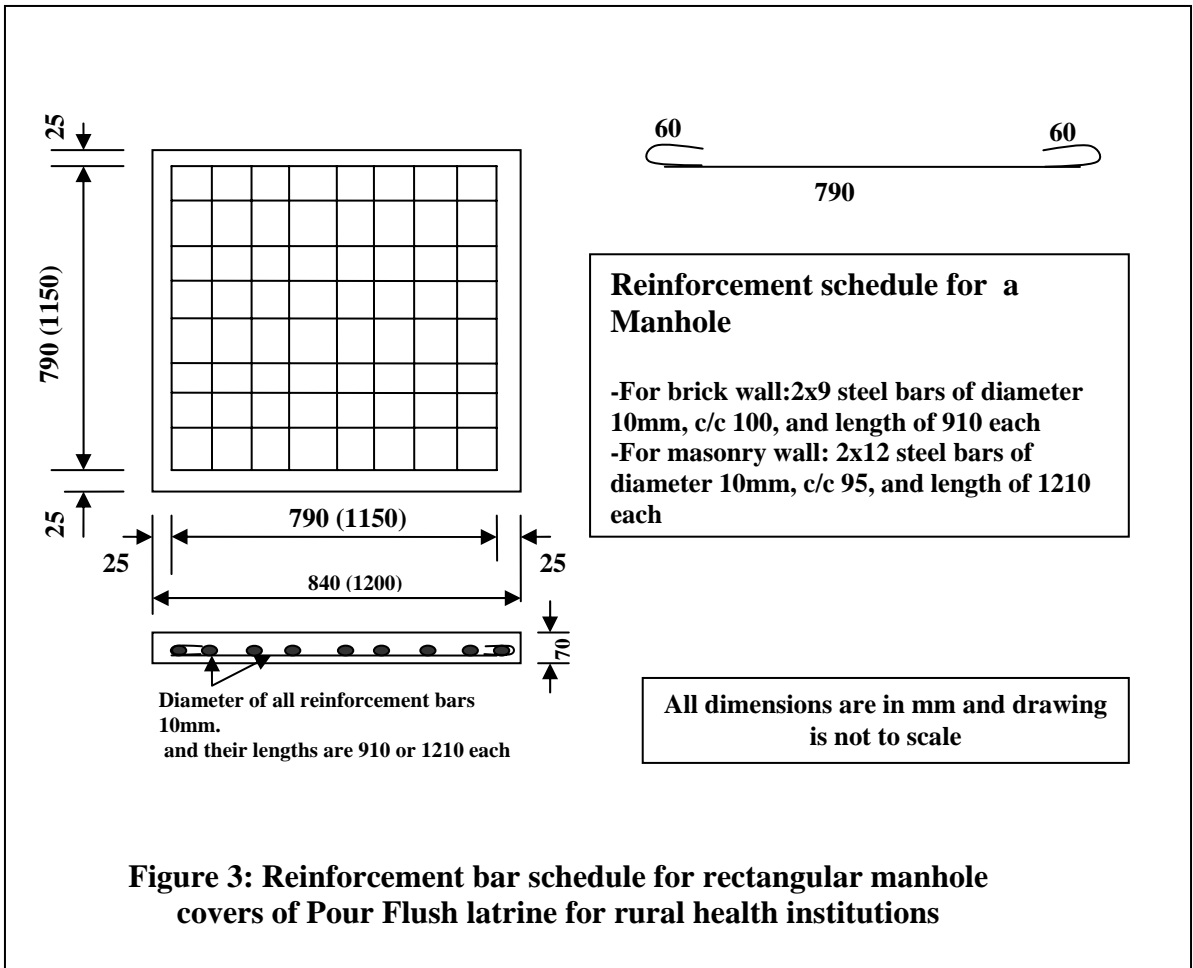 25
60
60
790
790 (1150)
Reinforcement schedule for a
Manhole
-For brick wall:2x9 steel bars of diameter
10mm, c/c 100, and length of 910 each
-For masonry wall: 2x12 steel bars of
diameter 10mm, c/c 95, and length of 1210
each
25
790 (1150)
25
25
840 (1200)
70
Diameter of all reinforcement bars
10mm.
and their lengths are 910 or 1210 each
All dimensions are in mm and drawing
is not to scale
Figure 3: Reinforcement bar schedule for rectangular manhole
covers of Pour Flush latrine for rural health institutions